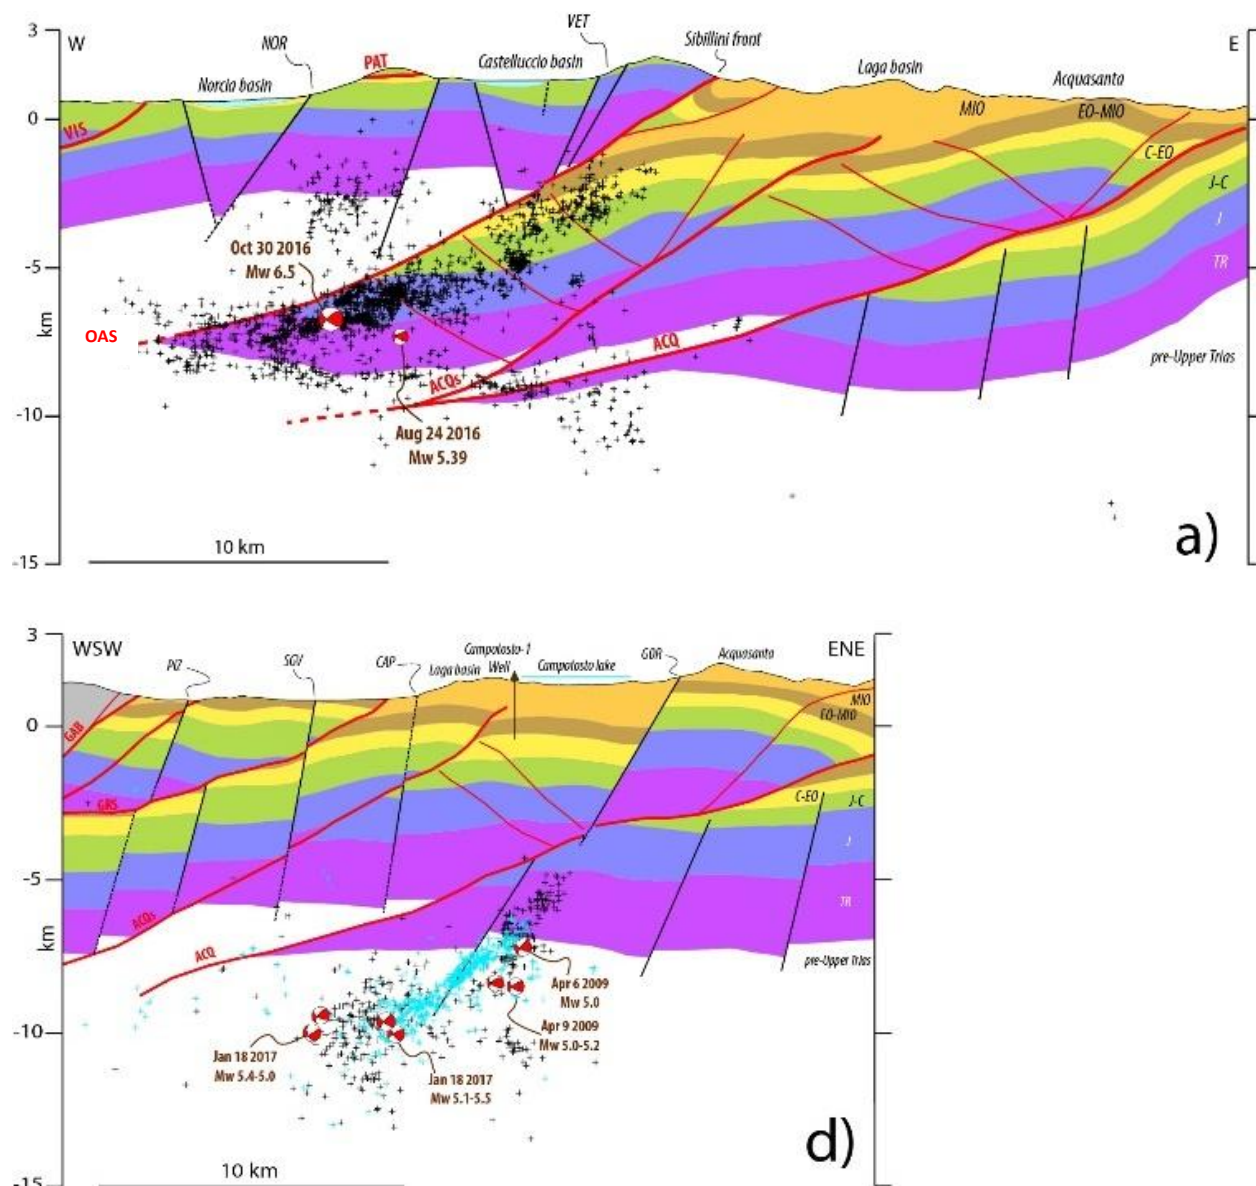 3
W
NOR
PAT
Castelluccio basin
VET
Sibillini front
Laga basin
Acquasanta
E
Norcia basin
0
VIS
MIO
EO-MIO
C-EO
J-C
J
TR
Oct 30 2016
Mw 6.5
-5
km
OAS
ACQ
ACQs
pre-Upper Trias
-10
Aug 24 2016
Mw 5.39
10 km
-15
a)
3
WSW
PIZ
SGV
CAP
Laga basin
Campotosto-1
Well
Campotosto lake
GOR
Acquasanta
ENE
GAB
MIO
EO-MIO
0
GRS
C-EO
J-C
J
-5
TR
ACQs
km
ACQ
pre-Upper Trias
Apr 6 2009
Mw 5.0
-10
Apr 9 2009
Mw 5.0-5.2
Jan 18 2017
Mw 5.4-5.0
Jan 18 2017
Mw 5.1-5.5
10 km
-15
d)